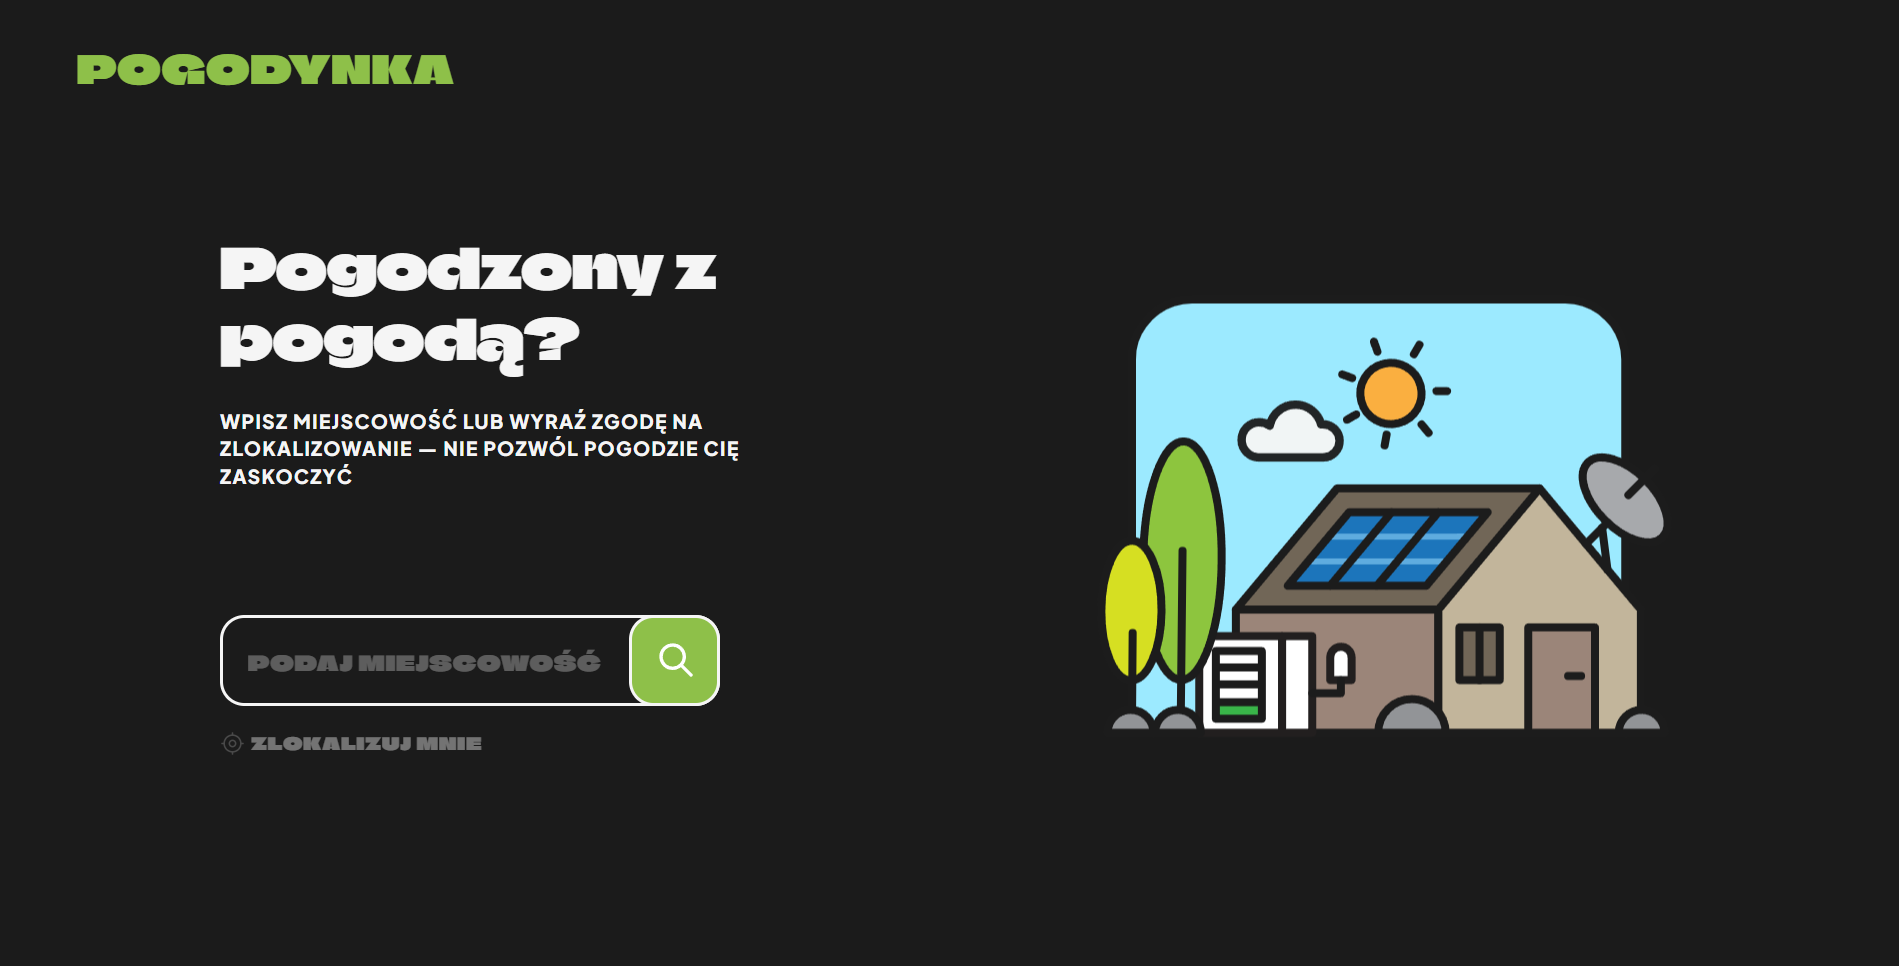 POGODYNKA
Pogodzony z
pogodą?
WPISZ MIEJSCOWOŚĆ LUB WYRAŹ ZGODĘ NA
ZLOKALIZOWANIE — NIE POZWÓL POGODZIE CIĘ
ZASKOCZYĆ
PODAJ MIEJSCOWOŚĆ
ZLOKALIZUJ MNIE